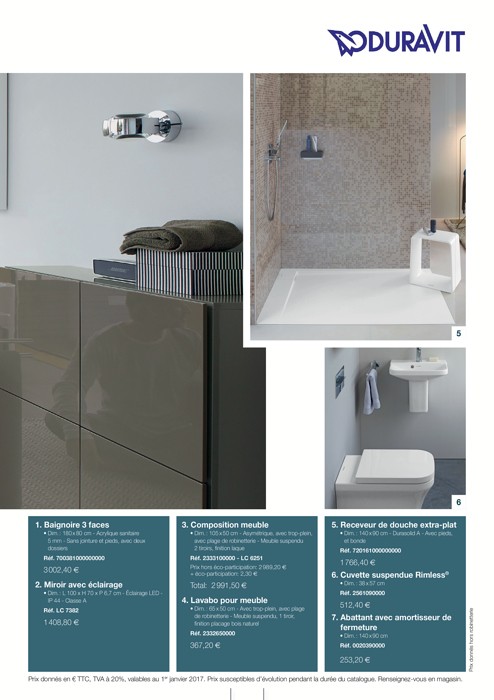 DURAVIT
5
6
1. Baignoire 3 faces
• Dim. : 180 x 80 cm - Acrylique sanitaire
5 mm - Sans jointure et pieds, avec deux
dossiers
Réf. 700381000000000
3 002,40 €
2. Miroir avec éclairage
• Dim. : L 100 x H 70 x P 6,7 cm - Éclairage LED -
IP 44 - Classe A
Réf. LC 7382
1 408,80 €
3. Composition meuble
• Dim. : 105 x 50 cm - Asymétrique, avec trop-plein,
avec plage de robinetterie - Meuble suspendu
2 tiroirs, finition laque
Réf. 2333100000 - LC 6251
Prix hors éco-participation: 2 989,20 €
+ éco-participation: 2,30 €
Total: 2 991,50 €
4. Lavabo pour meuble
• Dim. : 65 x 50 cm - Avec trop-plein, avec plage
de robinetterie - Meuble suspendu, 1 tiroir,
finition placage bois naturel
Réf. 2332650000
367,20 €
5. Receveur de douche extra-plat
• Dim. : 140 x 90 cm - Durasolid A - Avec pieds,
et bonde
Réf. 720161000000000
1 766,40 €
6. Cuvette suspendue Rimless®
• Dim. : 38 x 57 cm
Réf. 2561090000
512,40 €
7. Abattant avec amortisseur de
fermeture
• Dim. : 140 x 90 cm
Réf. 0020390000
253,20 €
Prix donnés hors robinetterie
Prix donnés en € TTC, TVA à 20%, valables au 1er janvier 2017. Prix susceptibles d'évolution pendant la durée du catalogue. Renseignez-vous en magasin.